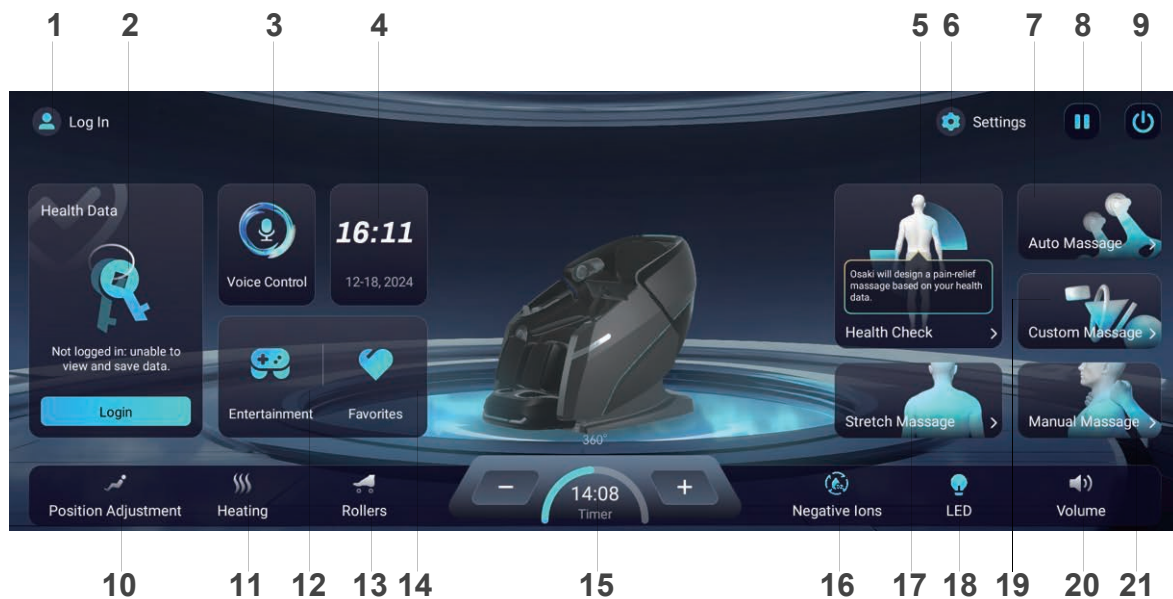 1 2 3 4 5 6 7 8 9
Log In
Settings
Health Data
Not logged in: unable to
view and save data.
Login
Voice Control
16:11
12-18, 2024
Entertainment Favorites
360°
Osaki will design a pain-relief
massage based on your health
data.
Health Check
Auto Massage
Custom Massage
Stretch Massage
Manual Massage
Position Adjustment
Heating
Rollers
14:08
Timer
Negative Ions
LED
Volume
10 11 12 13 14 15 16 17 18 19 20 21